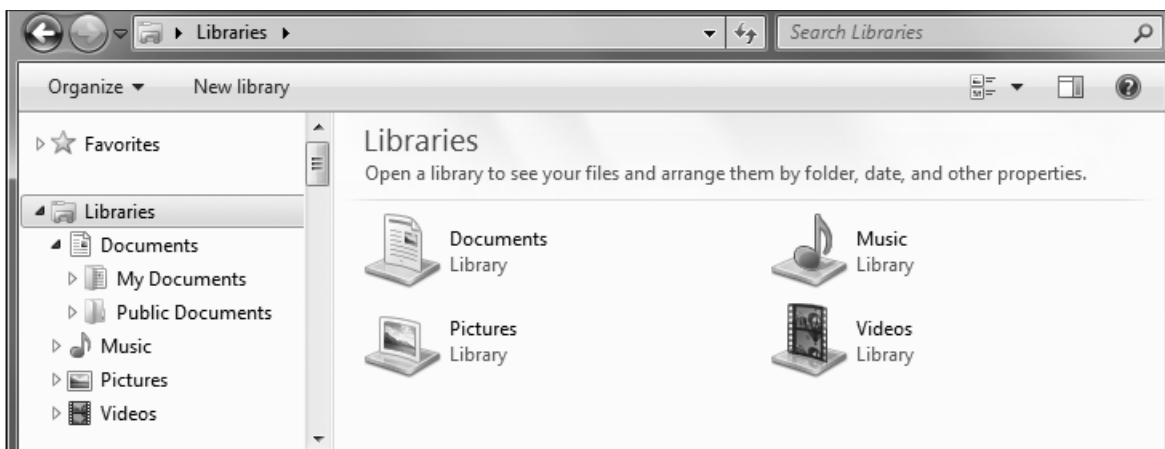 Libraries
Search Libraries
Organize
New library
Favorites
Libraries
Documents
My Documents
Public Documents
Music
Pictures
Videos
Libraries
Open a library to see your files and arrange them by folder, date, and other properties.
Documents
Library
Music
Library
Pictures
Library
Videos
Library